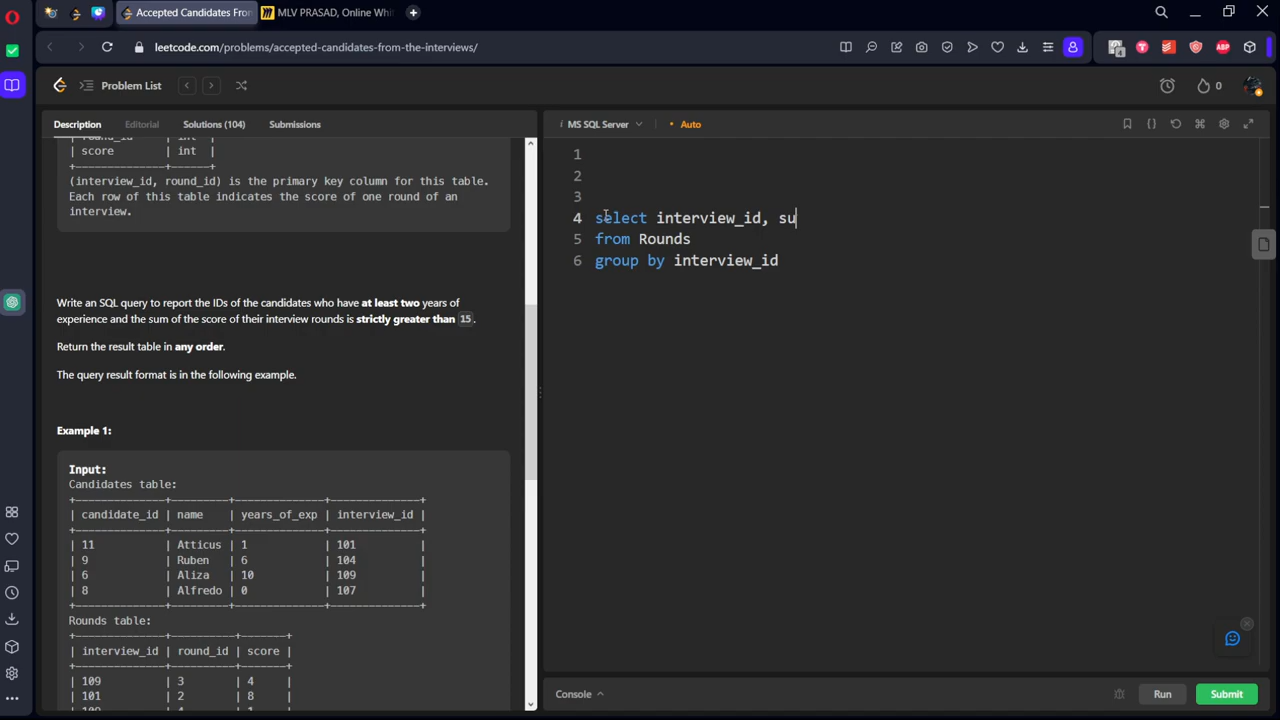 Accepted Candidates From
MLV PRASAD, Online Whi
leetcode.com/problems/accepted-candidates-from-the-interviews/
4
ABP
Problem List
0
Description
Editorial
Solutions (104)
Submissions
| score | int |
+-------------+------+
(interview_id, round_id) is the primary key column for this table.
Each row of this table indicates the score of one round of an
interview.
Write an SQL query to report the IDs of the candidates who have at least two years of
experience and the sum of the score of their interview rounds is strictly greater than 15.
Return the result table in any order.
The query result format is in the following example.
Example 1:
Input:
Candidates table:
+--------------+---------+--------------+--------------+
| candidate_id | name | years_of_exp | interview_id |
+--------------+---------+--------------+--------------+
| 11 | Atticus | 1 | 101 |
| 9 | Ruben | 6 | 104 |
| 6 | Aliza | 10 | 109 |
| 8 | Alfredo | 0 | 107 |
+--------------+---------+--------------+--------------+
Rounds table:
+--------------+----------+-------+
| interview_id | round_id | score |
+--------------+----------+-------+
| 109 | 3 | 4 |
| 101 | 2 | 8 |
MS SQL Server
• Auto
1
2
3
4 select interview_id, su
5 from Rounds
6 group by interview_id
Console
Run
Submit